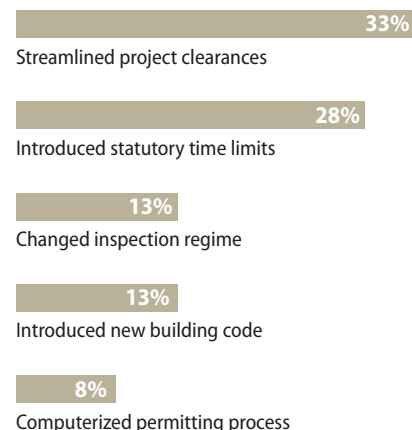 33%
Streamlined project clearances
28%
Introduced statutory time limits
13%
Changed inspection regime
13%
Introduced new building code
8%
Computerized permitting process